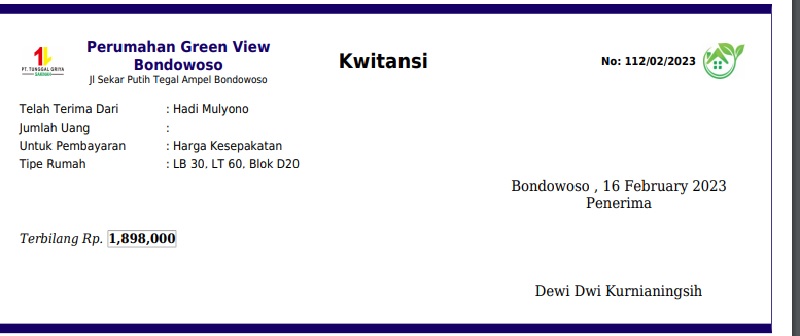 Perumahan Green View
Bondowoso
Jl Sekar Putih Tegal Ampel Bondowoso
PT. TUNGGAL GRIYA
Kwitansi
No: 112/02/2023
Telah Terima Dari : Hadi Mulyono
Jumlah Uang :
Untuk Pembayaran : Harga Kesepakatan
Tipe Rumah : LB 30, LT 60, Blok D20
Bondowoso , 16 February 2023
Penerima
Terbilang Rp. 1,898,000
Dewi Dwi Kurnianingsih